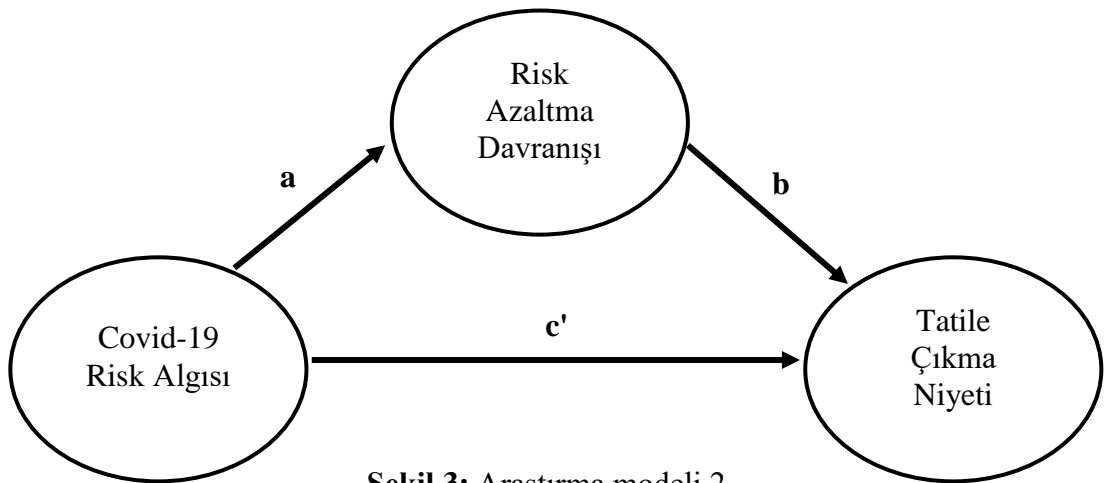 Risk
Azaltma
Davranışı
a
b
Covid-19
Risk Algısı
c'
Tatile
Çıkma
Niyeti
Şekil 3: Araştırma modeli 2